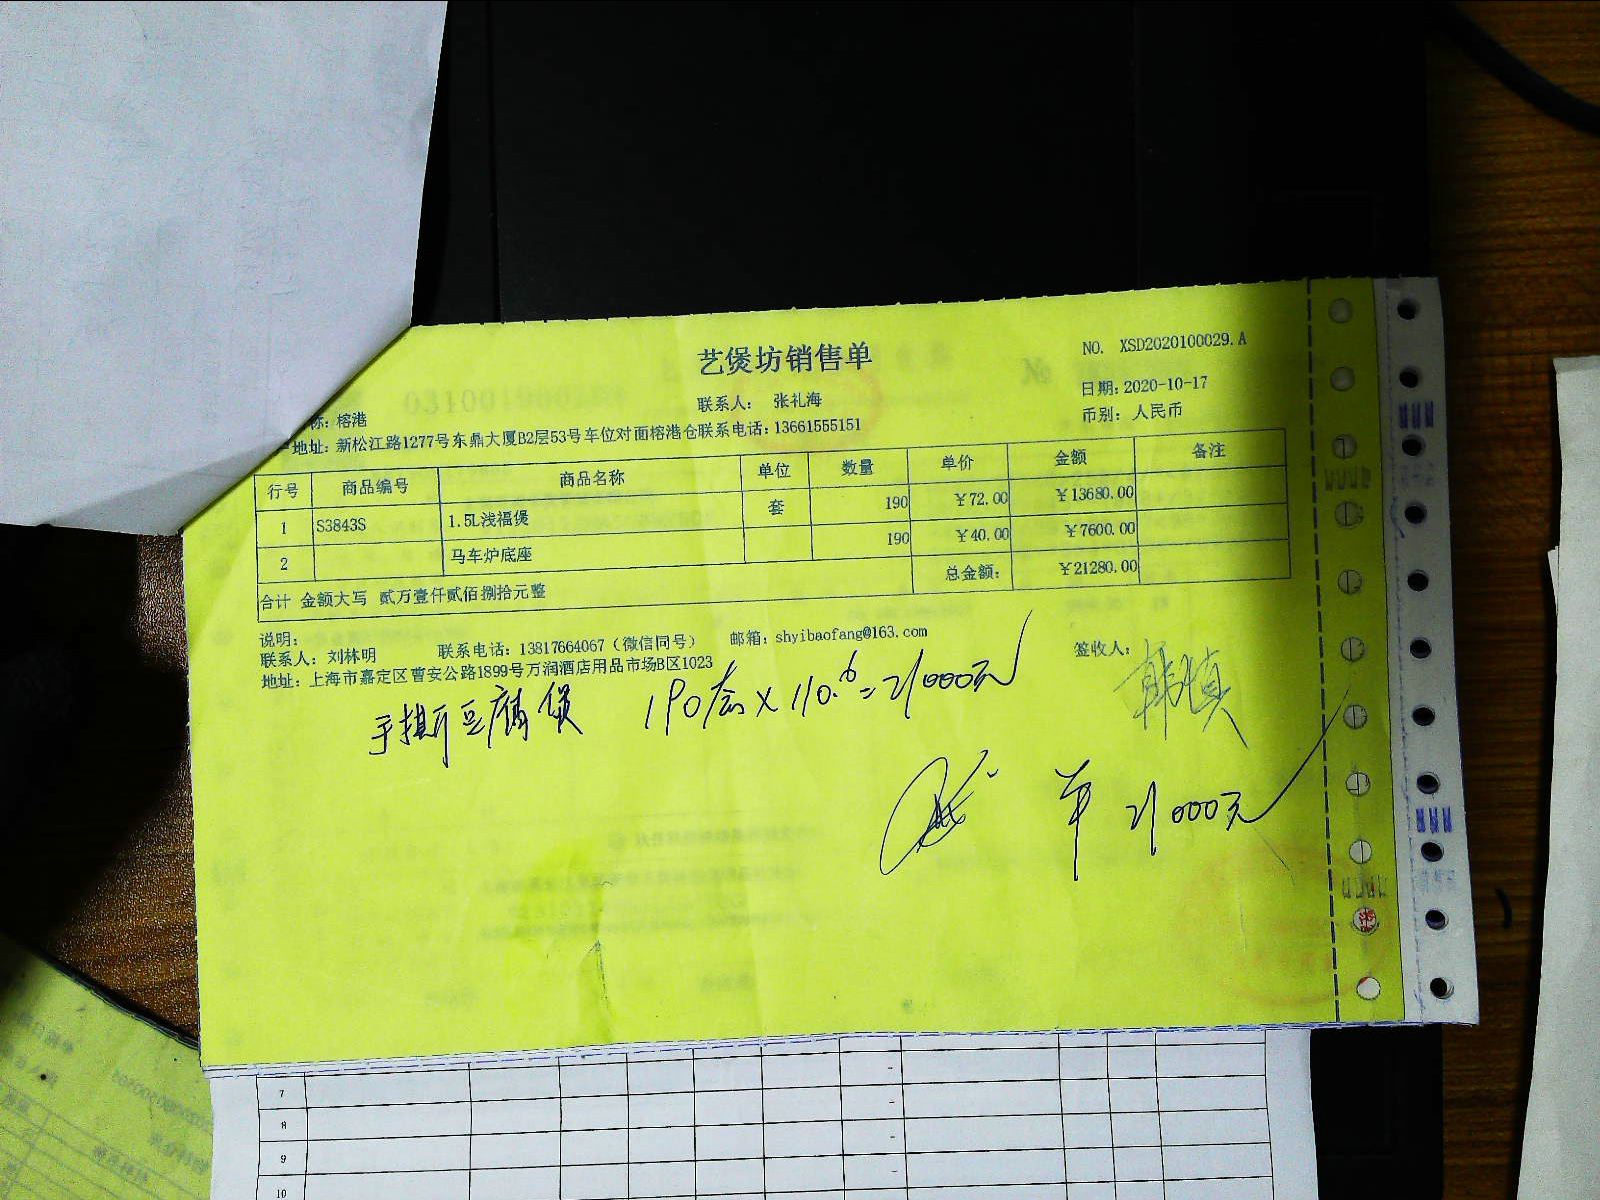 艺煲坊销售单
NO. XSD2020100029.A
称: 榕港
联系人: 张礼海
日期: 2020-10-17
地址: 新松江路1277号东鼎大厦B2层53号车位对面榕港仓联系电话: 13661555151
币别: 人民币
行号 商品编号 商品名称 单位 数量 单价 金额 备注
1 S3843S 1.5L浅福煲 套 190 ¥72.00 ¥13680.00
2 马车炉底座 190 ¥40.00 ¥7600.00
合计 金额大写 贰万壹仟贰佰捌拾元整 总金额: ¥21280.00
说明:
联系人: 刘林明 联系电话: 13817664067 (微信同号) 邮箱: shyibaofang@163.com 签收人:
地址: 上海市嘉定区曹安公路1899号万润酒店用品市场B区1023
手撕豆腐煲 190套×110.6=21000元
21000元
7
8
9
10